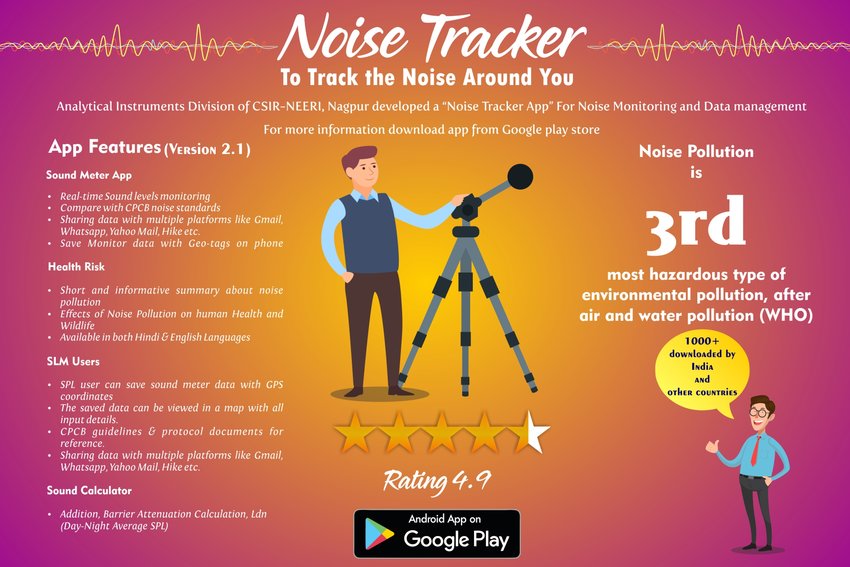 Noise Tracker
To Track the Noise Around You
Analytical Instruments Division of CSIR-NEERI, Nagpur developed a "Noise Tracker App" For Noise Monitoring and Data management
For more information download app from Google play store
App Features (Version 2.1)
Sound Meter App
• Real-time Sound levels monitoring
• Compare with CPCB noise standards
• Sharing data with multiple platforms like Gmail,
Whatsapp, Yahoo Mail, Hike etc.
• Save Monitor data with Geo-tags on phone
Health Risk
• Short and informative summary about noise
pollution
• Effects of Noise Pollution on human Health and
Wildlife
• Available in both Hindi & English Languages
SLM Users
• SPL user can save sound meter data with GPS
coordinates
• The saved data can be viewed in a map with all
input details.
• CPCB guidelines & protocol documents for
reference.
• Sharing data with multiple platforms like Gmail,
Whatsapp, Yahoo Mail, Hike etc.
Sound Calculator
• Addition, Barrier Attenuation Calculation, Ldn
(Day-Night Average SPL)
Rating 4.9
Android App on
Google Play
Noise Pollution
is
3rd
most hazardous type of
environmental pollution, after
air and water pollution (WHO)
1000+
downloaded by
India
and
other countries